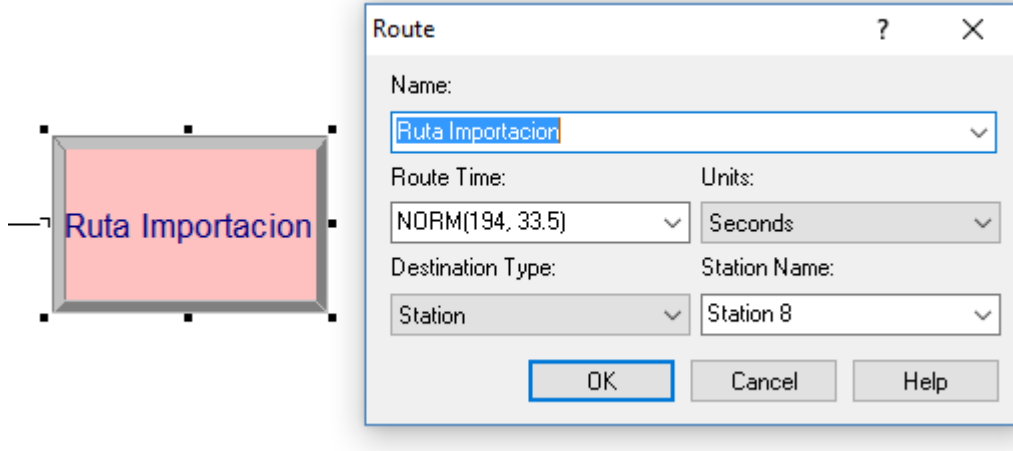 Route
?
Name:
Ruta Importacion
Route Time:
Units:
NORM(194, 33.5)
Seconds
Destination Type:
Station Name:
Station
Station 8
OK
Cancel
Help
Ruta Importacion